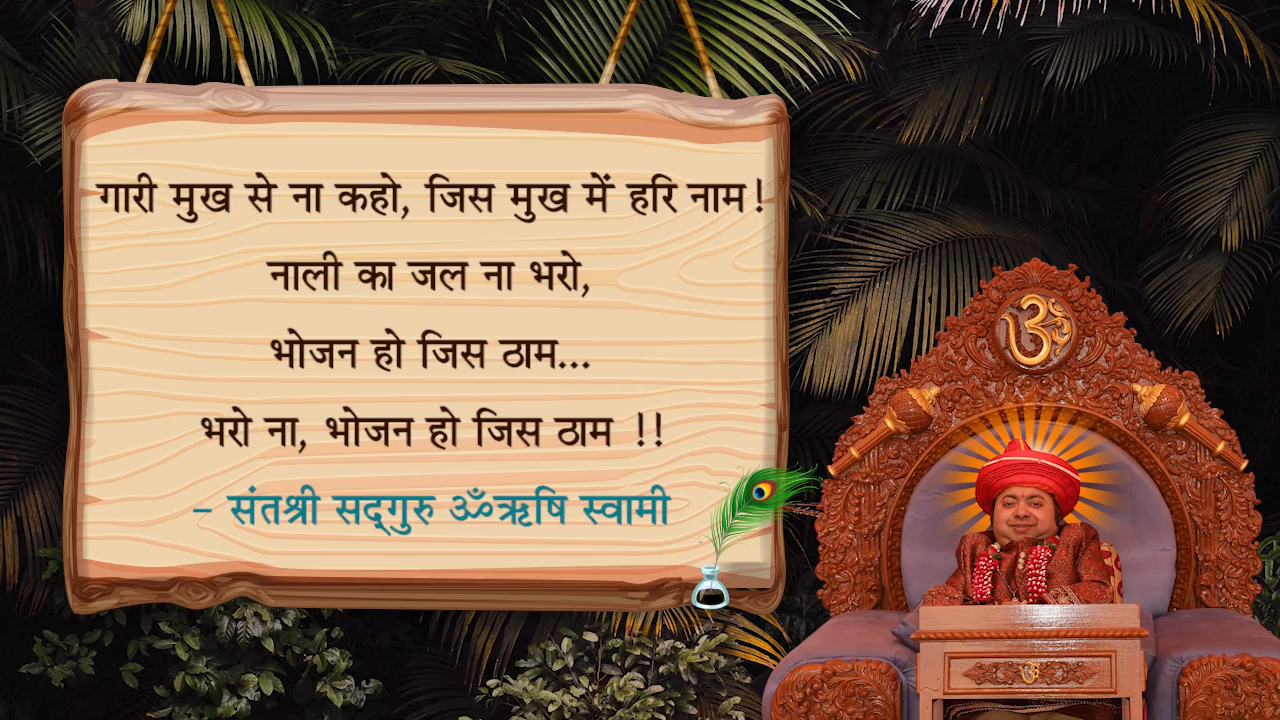 गारी मुख से ना कहो, जिस मुख में हरि नाम!
नाली का जल ना भरो,
भोजन हो जिस ठाम...
भरो ना, भोजन हो जिस ठाम !!
– संतश्री सद्‌गुरु ॐऋषि स्वामी
ॐ
ॐ